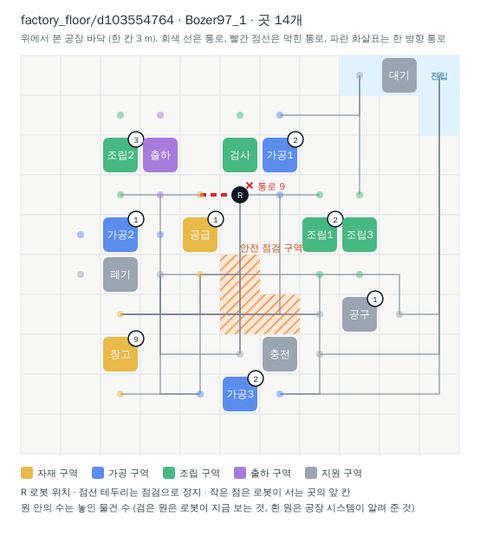 factory_floor/d103554764 · Bozer97_1 · 곳 14개
위에서 본 공장 바닥 (한 칸 3 m). 회색 선은 통로, 빨간 점선은 막힌 통로, 파란 화살표는 한 방향 통로
대기
전립
3
2
조립2
출하
검사
가공1
R
✕ 통로 9
1
1
2
가공2
공급
조립1
조립3
안전 점검 구역
폐기
1
공구
9
창고
충전
2
가공3
자재 구역
가공 구역
조립 구역
출하 구역
지원 구역
R 로봇 위치 · 점선 테두리는 점검으로 정지 · 작은 점은 로봇이 서는 곳의 앞 칸
원 안의 수는 놓인 물건 수 (검은 원은 로봇이 지금 보는 것, 흰 원은 공장 시스템이 알려 준 것)